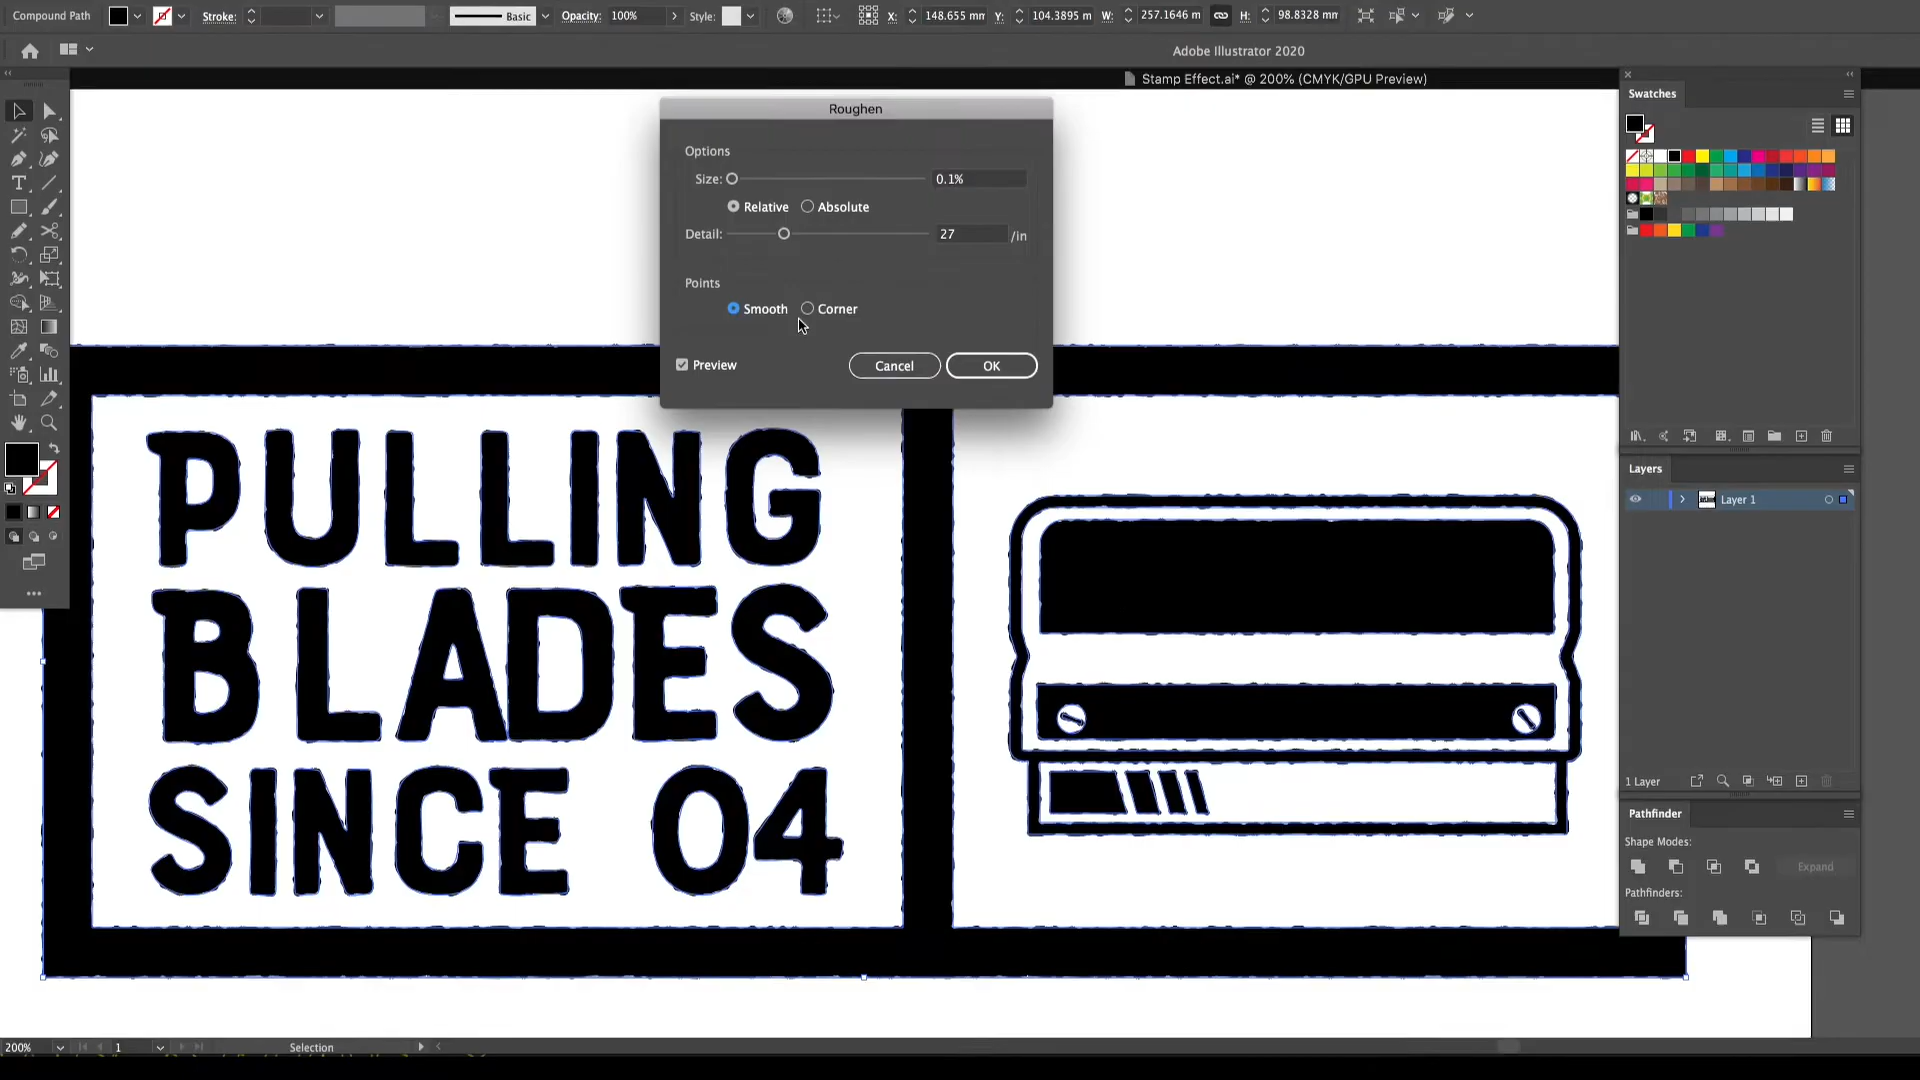 Compound Path Stroke: Basic Opacity: 100% Style: X: 148.655 mm Y: 104.3895 m W: 257.1646 m H: 98.8328 mm
Adobe Illustrator 2020
Stamp Effect.ai* @ 200% (CMYK/GPU Preview)
Roughen
Options
Size: 0.1%
Relative Absolute
Detail: 27 /in
Points
Smooth Corner
Preview Cancel OK
PULLING
BLADES
SINCE 04
Swatches
Layers
Layer 1
1 Layer
Pathfinder
Shape Modes:
Expand
Pathfinders:
200% 1 Selection